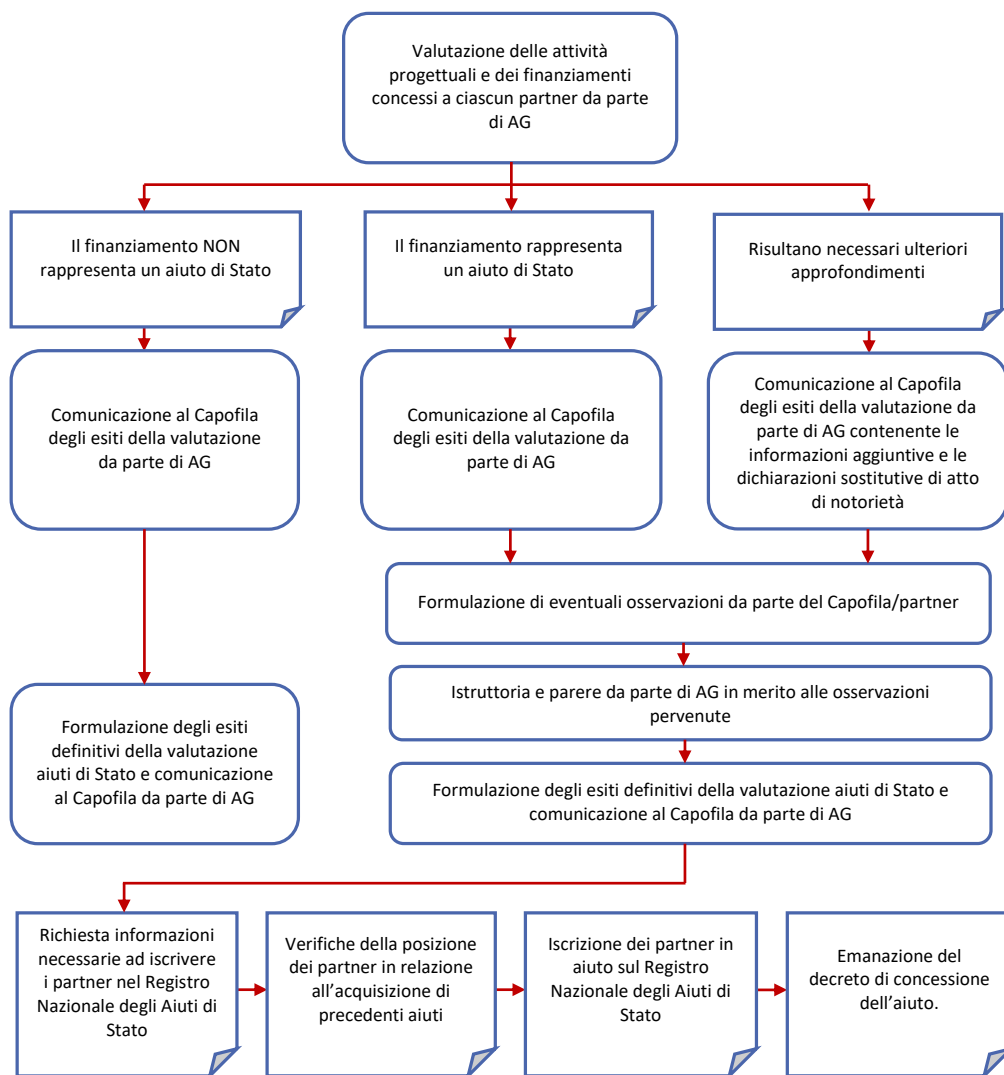 Valutazione delle attività
progettuali e dei finanziamenti
concessi a ciascun partner da parte
di AG
Il finanziamento NON
rappresenta un aiuto di Stato
Il finanziamento rappresenta
un aiuto di Stato
Risultano necessari ulteriori
approfondimenti
Comunicazione al Capofila
degli esiti della valutazione
da parte di AG
Comunicazione al Capofila
degli esiti della valutazione da
parte di AG
Comunicazione al Capofila
degli esiti della valutazione da
parte di AG contenente le
informazioni aggiuntive e le
dichiarazioni sostitutive di atto
di notorietà
Formulazione di eventuali osservazioni da parte del Capofila/partner
Istruttoria e parere da parte di AG in merito alle osservazioni
pervenute
Formulazione degli esiti
definitivi della valutazione
aiuti di Stato e comunicazione
al Capofila da parte di AG
Formulazione degli esiti definitivi della valutazione aiuti di Stato e
comunicazione al Capofila da parte di AG
Richiesta informazioni
necessarie ad iscrivere
i partner nel Registro
Nazionale degli Aiuti di
Stato
Verifiche della posizione
dei partner in relazione
all’acquisizione di
precedenti aiuti
Iscrizione dei partner in
aiuto sul Registro
Nazionale degli Aiuti di
Stato
Emanazione del
decreto di concessione
dell’aiuto.